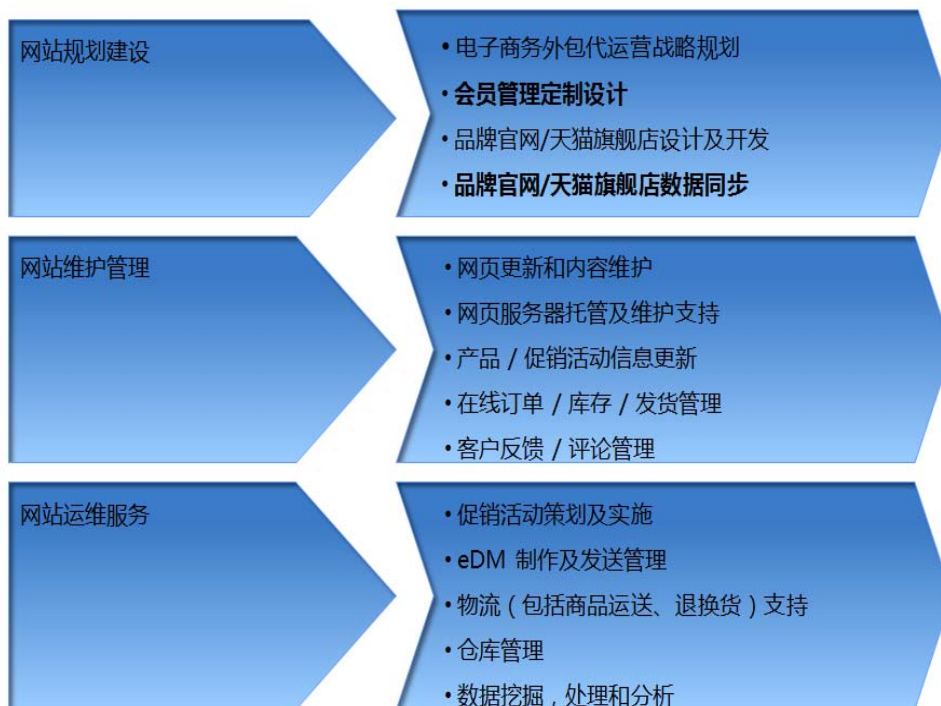 网站规划建设
• 电子商务外包代运营战略规划
• 会员管理定制设计
• 品牌官网/天猫旗舰店设计及开发
• 品牌官网/天猫旗舰店数据同步
网站维护管理
• 网页更新和内容维护
• 网页服务器托管及维护支持
• 产品 / 促销活动信息更新
• 在线订单 / 库存 / 发货管理
• 客户反馈 / 评论管理
网站运维服务
• 促销活动策划及实施
• eDM 制作及发送管理
• 物流 ( 包括商品运送、退换货 ) 支持
• 仓库管理
• 数据挖掘 , 处理和分析